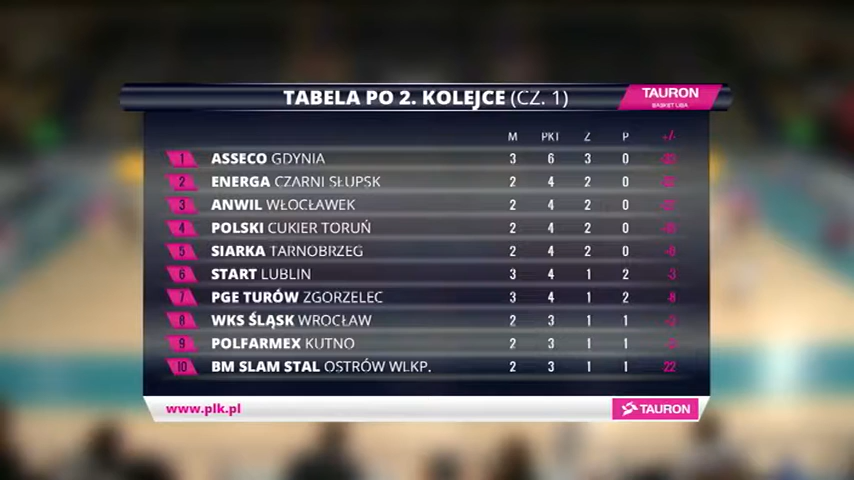 TABELA PO 2. KOLEJCE (CZ. 1)
TAURON
BASKET LIGA
M PKT Z P +/-
1 ASSECO GDYNIA 3 6 3 0
2 ENERGA CZARNI SŁUPSK 2 4 2 0
3 ANWIL WŁOCŁAWEK 2 4 2 0
4 POLSKI CUKIER TORUŃ 2 4 2 0
5 SIARKA TARNOBRZEG 2 4 2 0
6 START LUBLIN 3 4 1 2 -3
7 PGE TURÓW ZGORZELEC 3 4 1 2 -8
8 WKS ŚLĄSK WROCŁAW 2 3 1 1
9 POLFARMEX KUTNO 2 3 1 1
10 BM SLAM STAL OSTRÓW WLKP. 2 3 1 1
www.plk.pl
TAURON